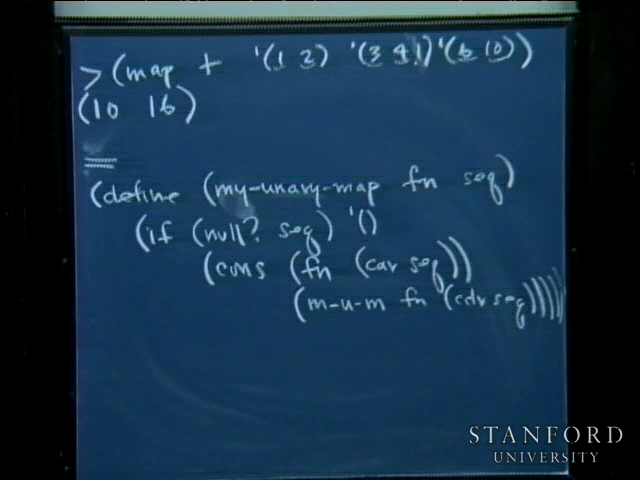 > (map + '(1 2) '(3 4) '(6 10))
(10 16)
(define (my-unary-map fn seq)
(if (null? seq) '()
(cons (fn (car seq))
(m-u-m fn (cdr seq)))))
STANFORD
UNIVERSITY